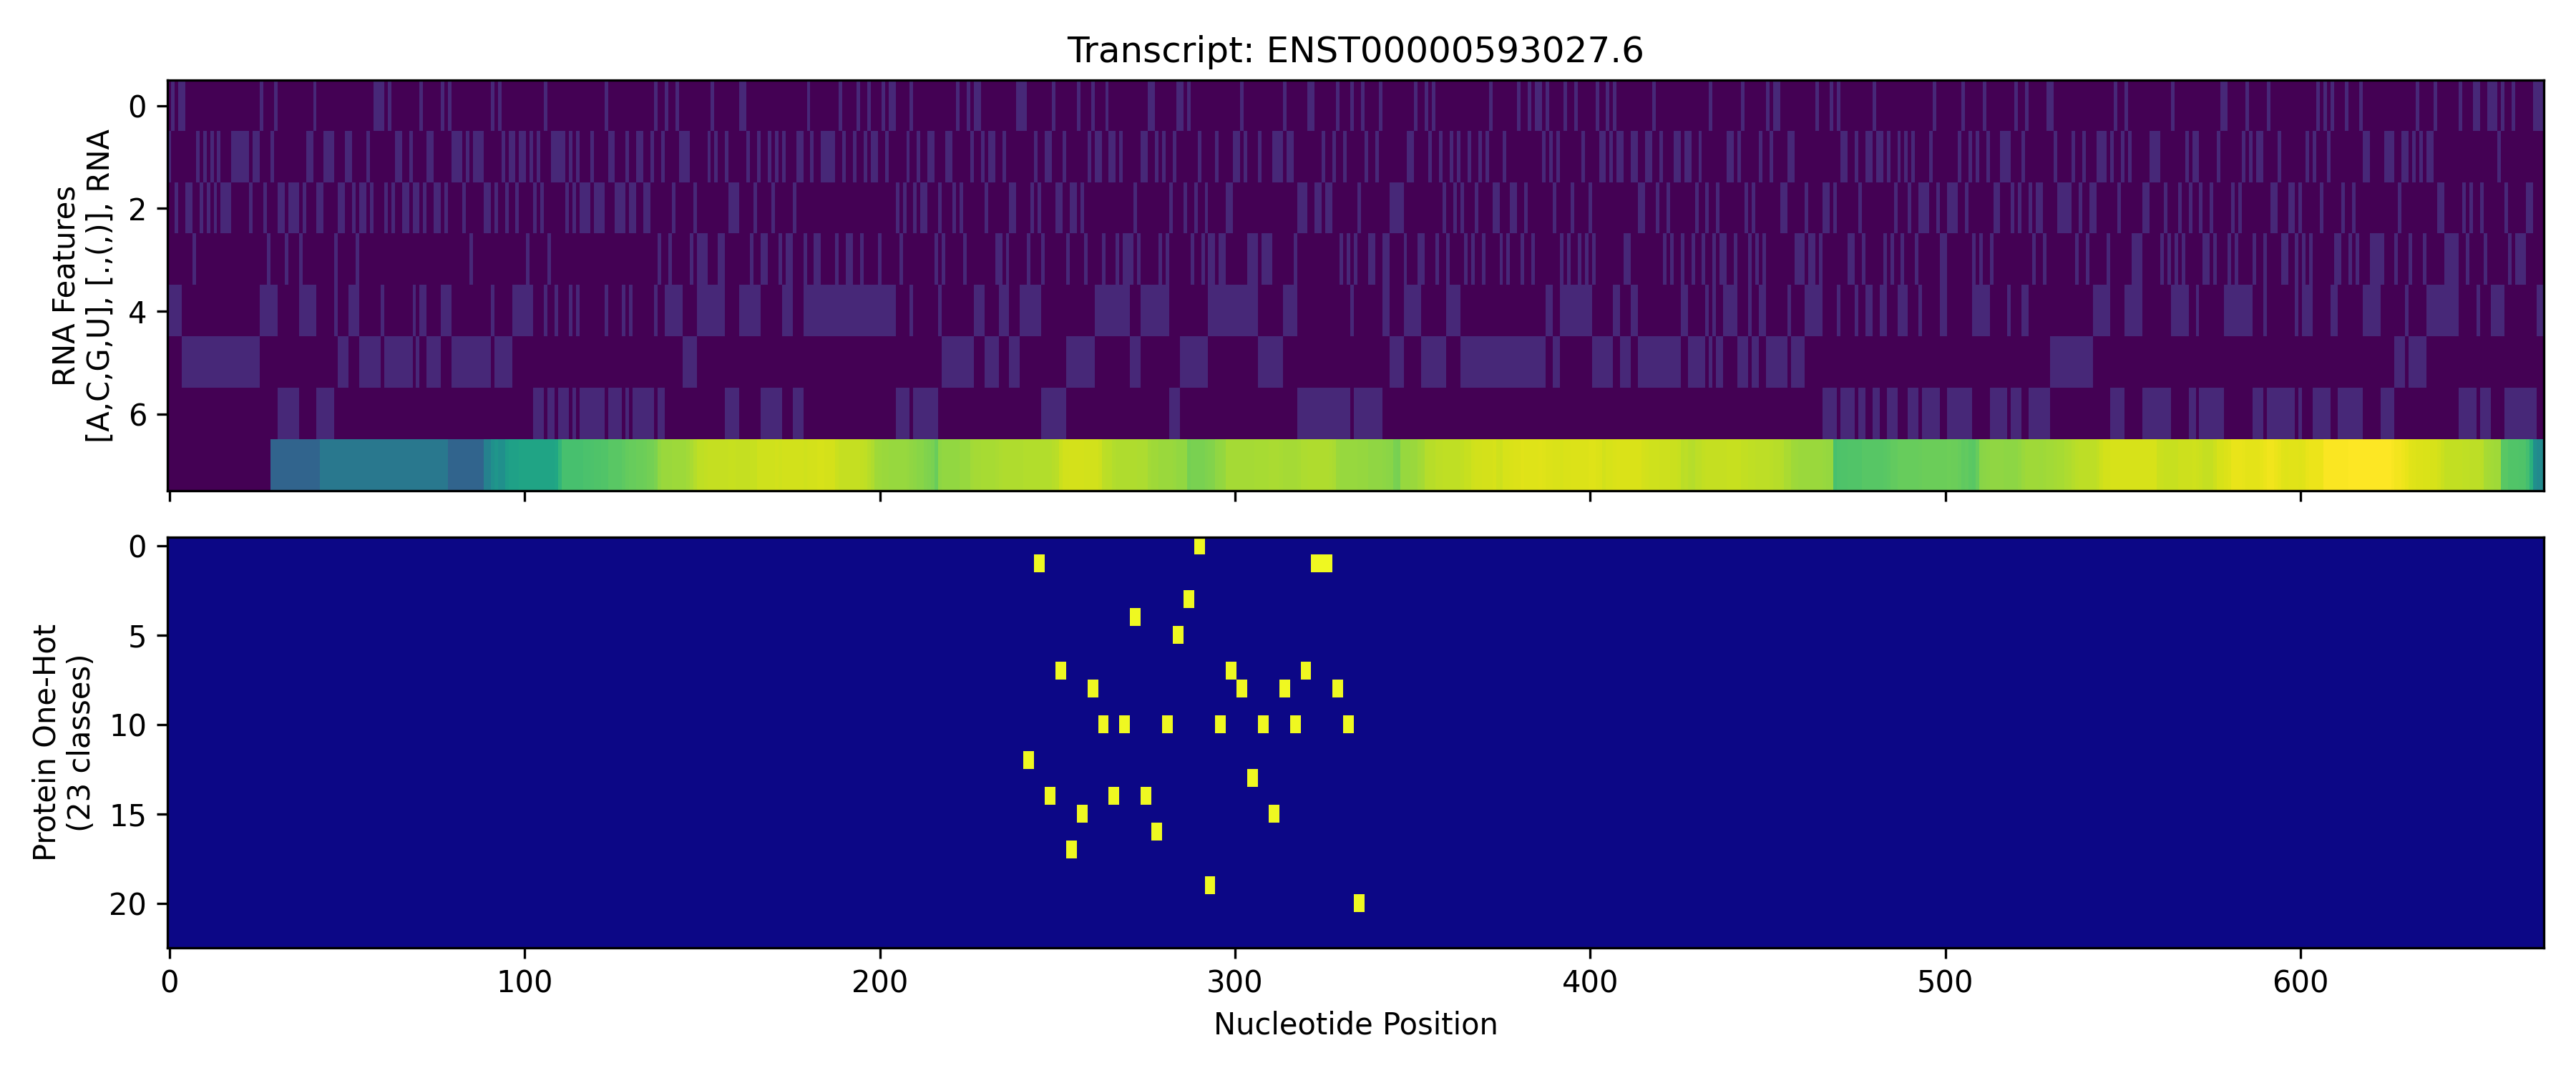 Transcript: ENST00000593027.6
RNA Features
[A,C,G,U], [.,(,)], RNA
0
2
4
6
Protein One-Hot
(23 classes)
0
5
10
15
20
0 100 200 300 400 500 600
Nucleotide Position